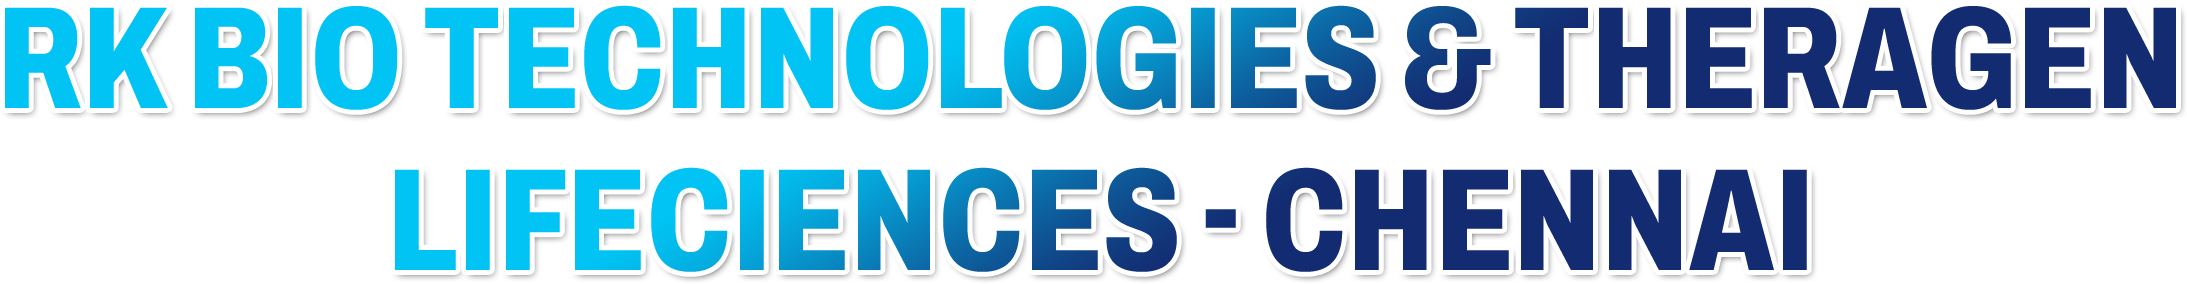 RK BIO TECHNOLOGIES & THERAGEN
LIFECIENCES - CHENNAI